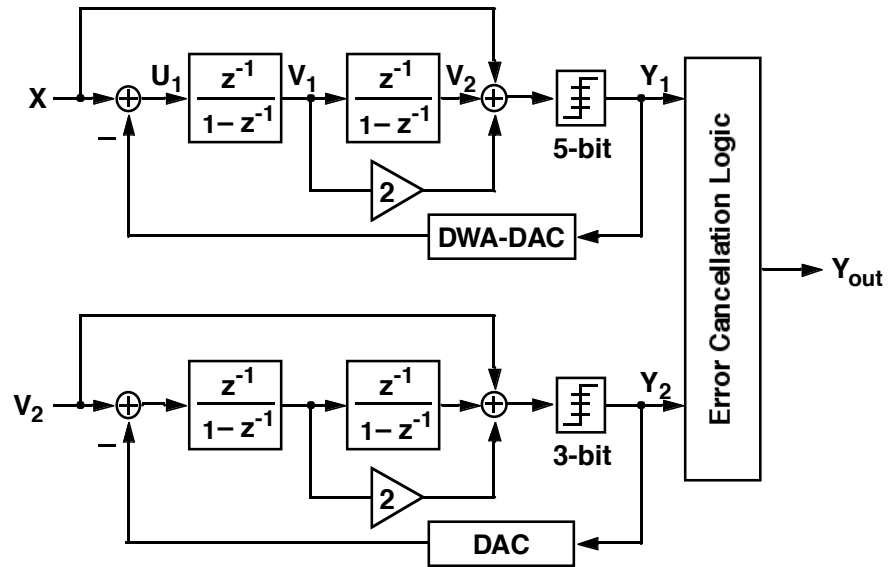 X
U1
z-1
1- z-1
V1
z-1
1- z-1
V2
Y1
–
5-bit
2
DWA-DAC
Error Cancellation Logic
Yout
V2
z-1
1- z-1
z-1
1- z-1
Y2
–
3-bit
2
DAC